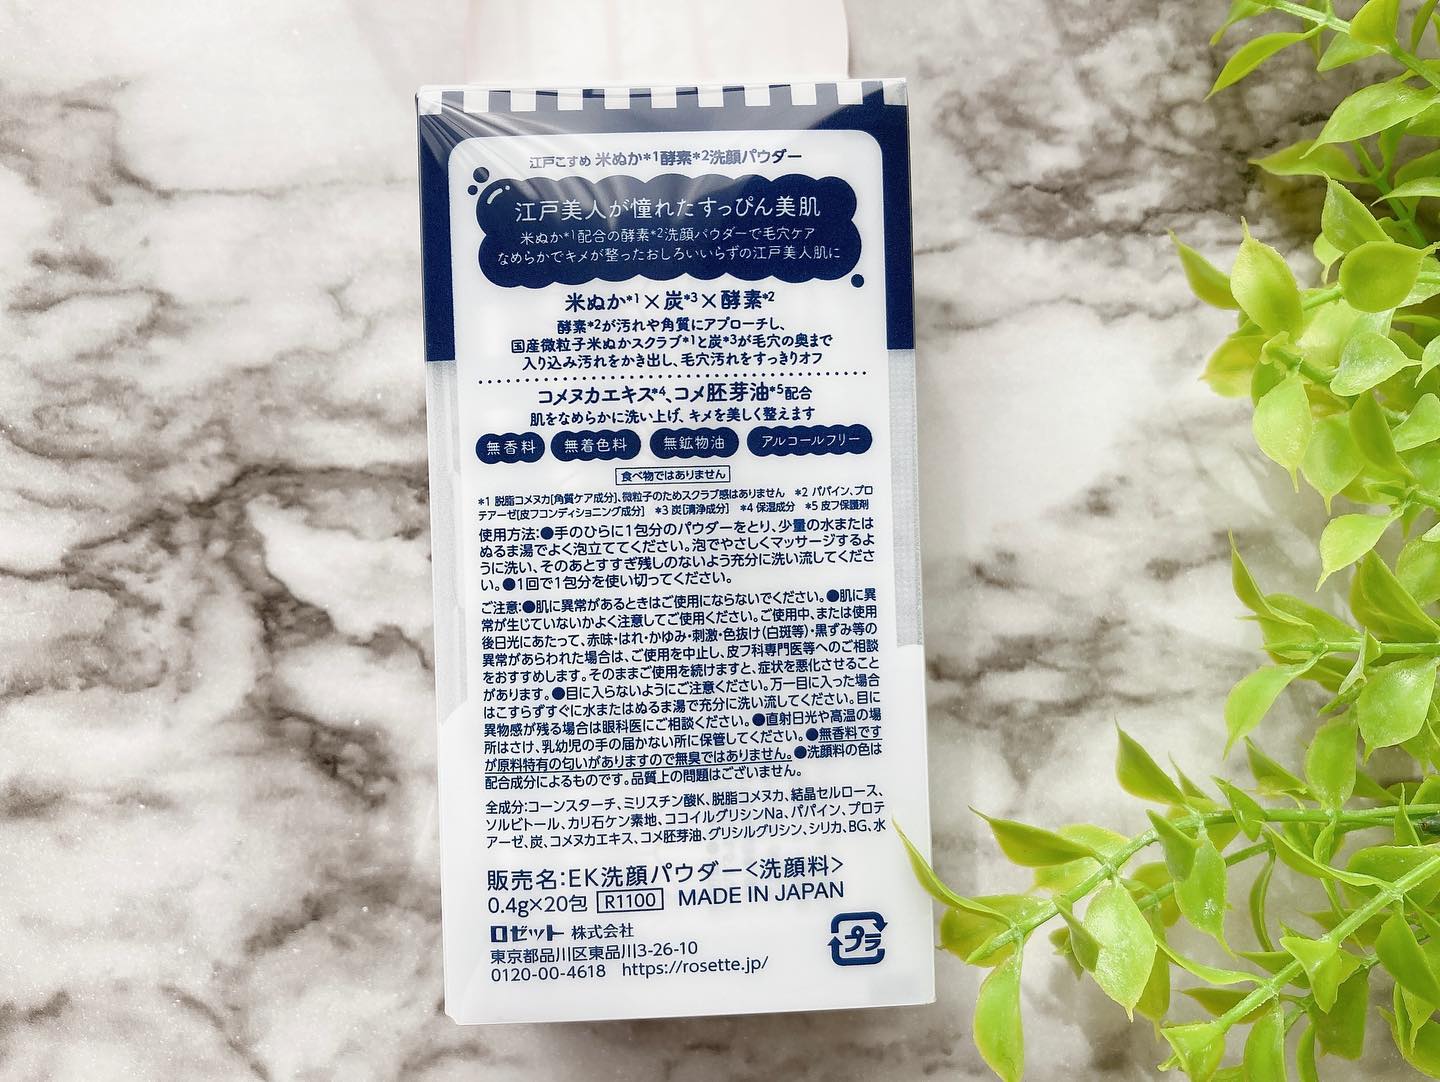 江戸こすめ 米ぬか*1酵素*2洗顔パウダー
江戸美人が憧れたすっぴん美肌
米ぬか*1配合の酵素*2洗顔パウダーで毛穴ケア
なめらかでキメが整ったおしろいいらずの江戸美人肌に
米ぬか*1×炭*3×酵素*2
酵素*2が汚れや角質にアプローチし、
国産微粒子米ぬかスクラブ*1と炭*3が毛穴の奥まで
入り込み汚れをかき出し、毛穴汚れをすっきりオフ
コメヌカエキス*4、コメ胚芽油*5配合
肌をなめらかに洗い上げ、キメを美しく整えます
無香料 無着色料 無鉱物油 アルコールフリー
食べ物ではありません
*1 脱脂コメヌカ[角質ケア成分]、微粒子のためスクラブ感はありません *2 パパイン、プロ
テアーゼ[皮フコンディショニング成分] *3 炭[清浄成分] *4 保湿成分 *5 皮フ保護剤
使用方法:●手のひらに1包分のパウダーをとり、少量の水または
ぬるま湯でよく泡立ててください。泡でやさしくマッサージするよ
うに洗い、そのあとすすぎ残しのないよう充分に洗い流してくださ
い。●1回で1包分を使い切ってください。
ご注意:●肌に異常があるときはご使用にならないでください。●肌に異
常が生じていないかよく注意してご使用ください。ご使用中、または使用
後日光にあたって、赤味・はれ・かゆみ・刺激・色抜け(白斑等)・黒ずみ等の
異常があらわれた場合は、ご使用を中止し、皮フ科専門医等へのご相談
をおすすめします。そのままご使用を続けますと、症状を悪化させること
があります。●目に入らないようにご注意ください。万一目に入った場合
はこすらずすぐに水またはぬるま湯で充分に洗い流してください。目に
異物感が残る場合は眼科医にご相談ください。●直射日光や高温の場
所はさけ、乳幼児の手の届かない所に保管してください。●無香料です
が原料特有の匂いがありますので無臭ではありません。●洗顔料の色は
配合成分によるものです。品質上の問題はございません。
全成分:コーンスターチ、ミリスチン酸K、脱脂コメヌカ、結晶セルロース、
ソルビトール、カリ石ケン素地、ココイルグリシンNa、パパイン、プロテ
アーゼ、炭、コメヌカエキス、コメ胚芽油、グリシルグリシン、シリカ、BG、水
販売名:EK洗顔パウダー<洗顔料>
0.4g×20包 R1100 MADE IN JAPAN
ロゼット 株式会社
東京都品川区東品川3-26-10
0120-00-4618 https://rosette.jp/
プラ